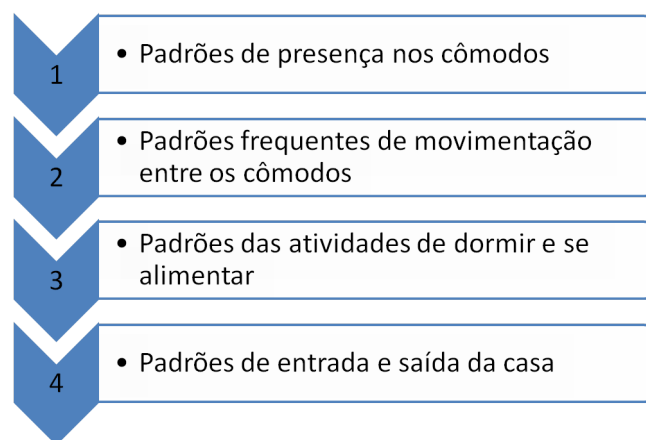 1
• Padrões de presença nos cômodos
2
• Padrões frequentes de movimentação
entre os cômodos
3
• Padrões das atividades de dormir e se
alimentar
4
• Padrões de entrada e saída da casa